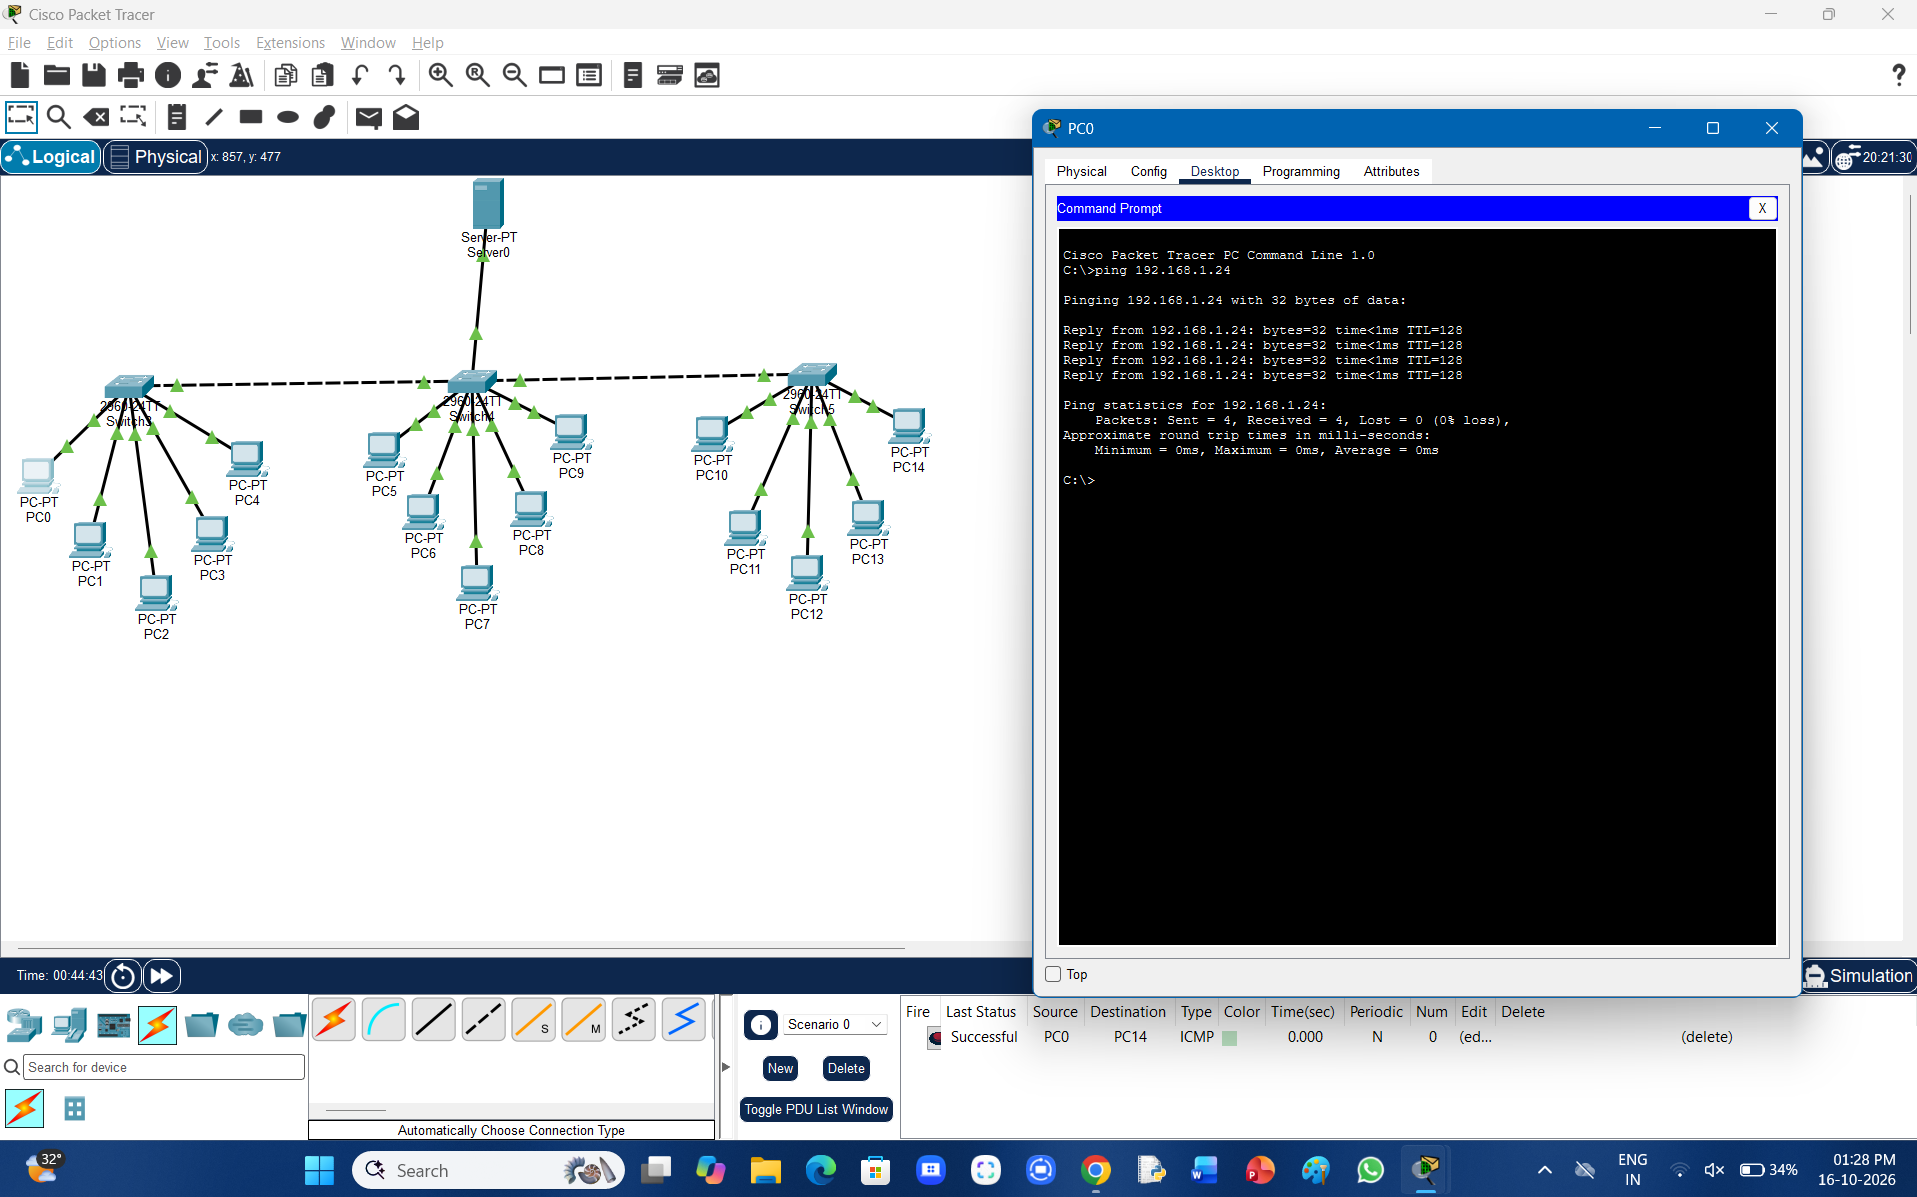 Cisco Packet Tracer
File Edit Options View Tools Extensions Window Help
Logical Physical x: 857, y: 477
20:21:30
Server-PT
Server0
2960-24TT
Switch3
2960-24TT
Switch4
2960-24TT
Switch5
PC-PT
PC0
PC-PT
PC1
PC-PT
PC2
PC-PT
PC3
PC-PT
PC4
PC-PT
PC5
PC-PT
PC6
PC-PT
PC7
PC-PT
PC8
PC-PT
PC9
PC-PT
PC10
PC-PT
PC11
PC-PT
PC12
PC-PT
PC13
PC-PT
PC14
PC0
Physical Config Desktop Programming Attributes
Command Prompt X
Cisco Packet Tracer PC Command Line 1.0
C:\>ping 192.168.1.24
Pinging 192.168.1.24 with 32 bytes of data:
Reply from 192.168.1.24: bytes=32 time<1ms TTL=128
Reply from 192.168.1.24: bytes=32 time<1ms TTL=128
Reply from 192.168.1.24: bytes=32 time<1ms TTL=128
Reply from 192.168.1.24: bytes=32 time<1ms TTL=128
Ping statistics for 192.168.1.24:
Packets: Sent = 4, Received = 4, Lost = 0 (0% loss),
Approximate round trip times in milli-seconds:
Minimum = 0ms, Maximum = 0ms, Average = 0ms
C:\>
Top
Time: 00:44:43
Simulation
Search for device
S
M
Automatically Choose Connection Type
Scenario 0
New Delete
Toggle PDU List Window
Fire Last Status Source Destination Type Color Time(sec) Periodic Num Edit Delete
Successful PC0 PC14 ICMP 0.000 N 0 (ed... (delete)
32°
Search
ENG
IN
34%
01:28 PM
16-10-2026